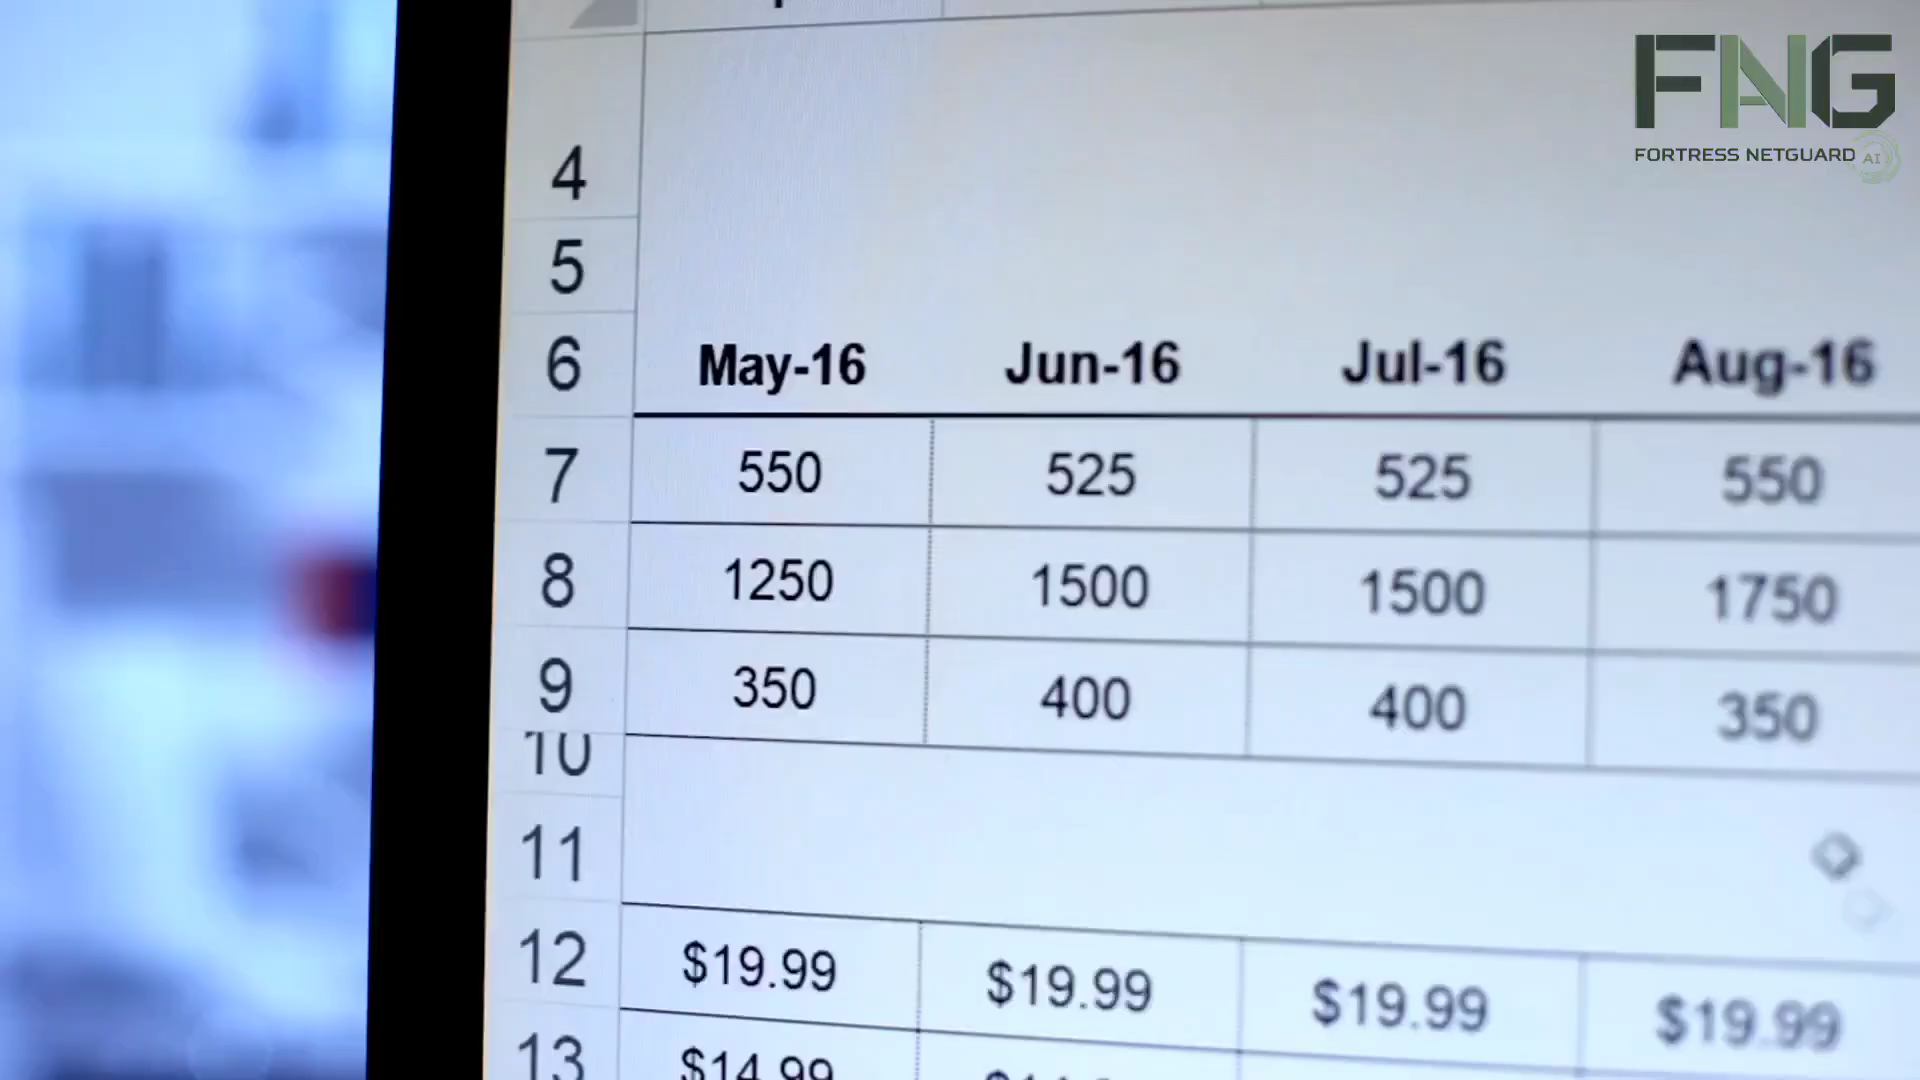 FNG
FORTRESS NETGUARD AI
4
5
6 May-16 Jun-16 Jul-16 Aug-16
7 550 525 525 550
8 1250 1500 1500 1750
9 350 400 400 350
10
11
12 $19.99 $19.99 $19.99 $19.99
13 $14.99